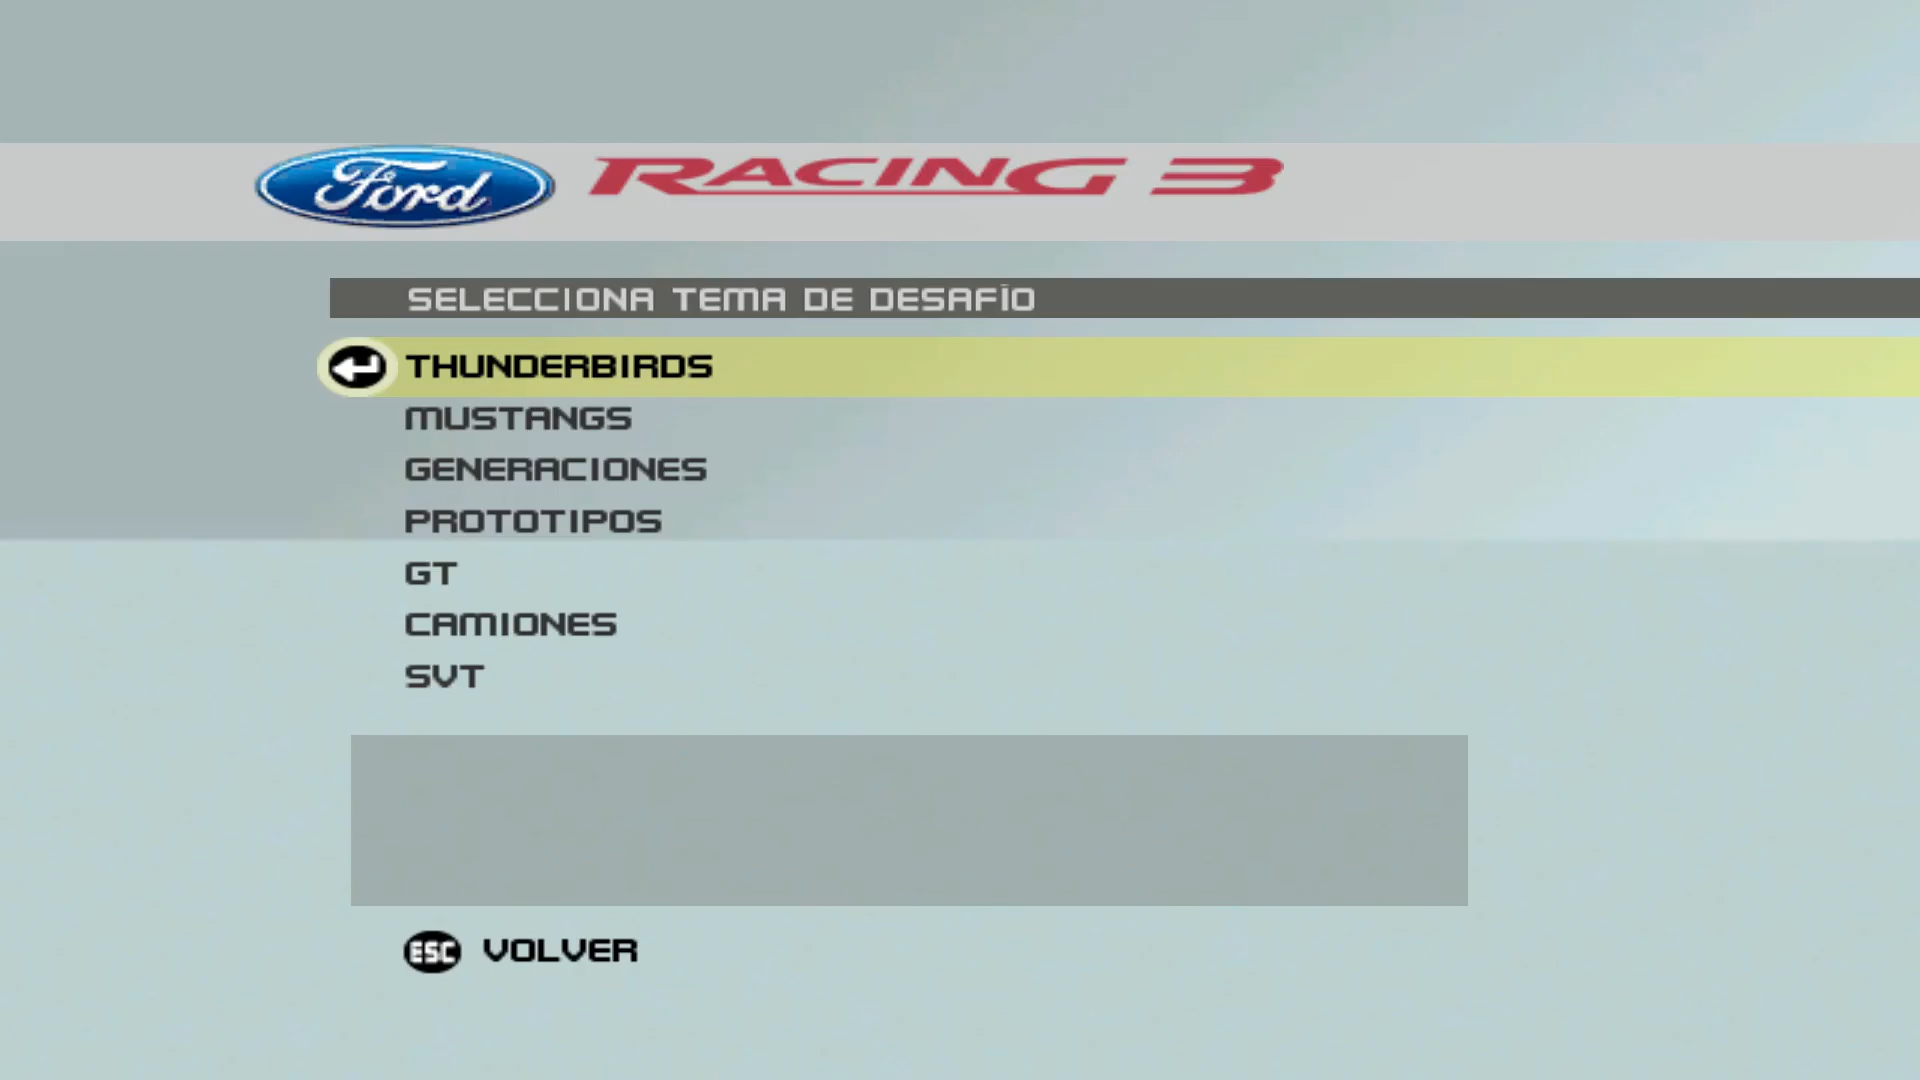 Ford RACING 3
SELECCIONA TEMA DE DESAFÍO
THUNDERBIRDS
MUSTANGS
GENERACIONES
PROTOTIPOS
GT
CAMIONES
SVT
ESC VOLVER